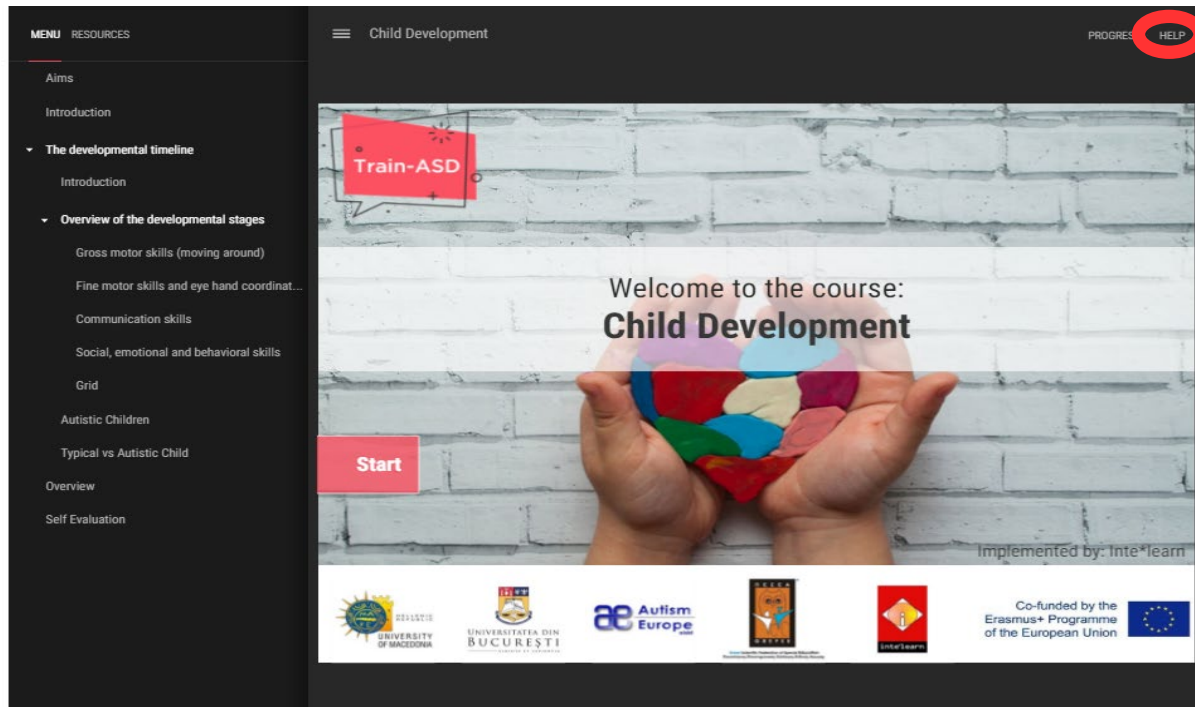 MENU RESOURCES
Child Development
HELP
Aims
Introduction
The developmental timeline
Introduction
Overview of the developmental stages
Gross motor skills (moving around)
Fine motor skills and eye hand coordinat...
Communication skills
Social, emotional and behavioral skills
Grid
Autistic Children
Typical vs Autistic Child
Overview
Self Evaluation
Train-ASD
Welcome to the course:
Child Development
Start
Implemented by: Inte*learn
HELLENIC
REPUBLIC
UNIVERSITY
OF MACEDONIA
UNIVERSITATEA DIN
BUCUREȘTI
Autism
Europe
inte*learn
Co-funded by the
Erasmus+ Programme
of the European Union